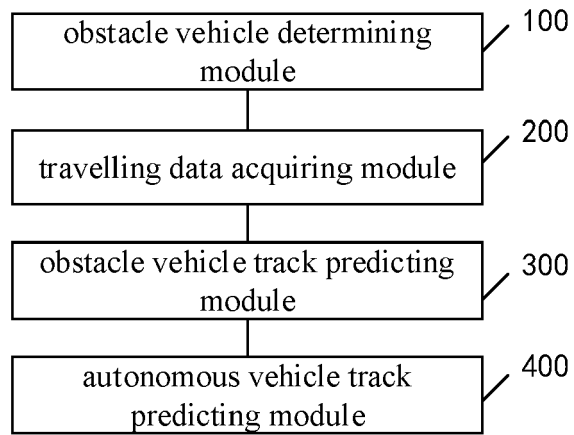 obstacle vehicle determining
module
100
travelling data acquiring module
200
obstacle vehicle track predicting
module
300
autonomous vehicle track
predicting module
400